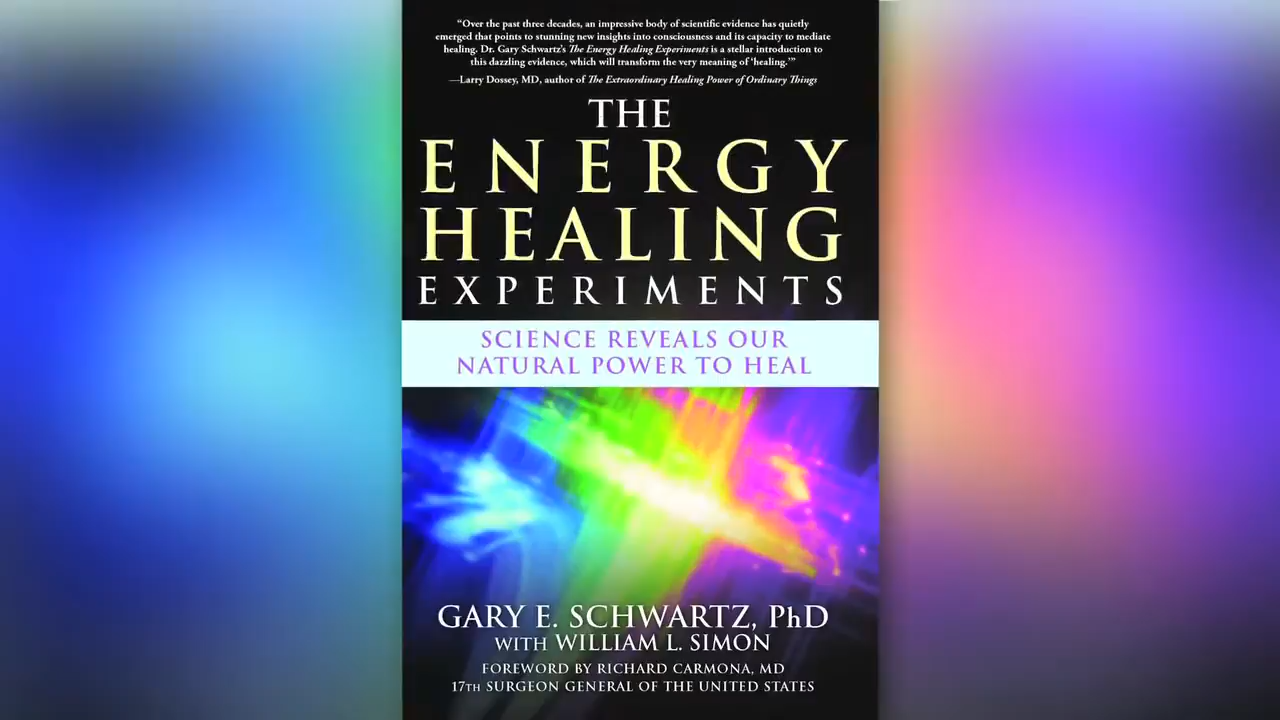 “Over the past three decades, an impressive body of scientific evidence has quietly
emerged that points to stunning new insights into consciousness and its capacity to mediate
healing. Dr. Gary Schwartz’s The Energy Healing Experiments is a stellar introduction to
this dazzling evidence, which will transform the very meaning of ‘healing.’”
—Larry Dossey, MD, author of The Extraordinary Healing Power of Ordinary Things
THE
ENERGY
HEALING
EXPERIMENTS
SCIENCE REVEALS OUR
NATURAL POWER TO HEAL
GARY E. SCHWARTZ, PhD
WITH WILLIAM L. SIMON
FOREWORD BY RICHARD CARMONA, MD
17TH SURGEON GENERAL OF THE UNITED STATES